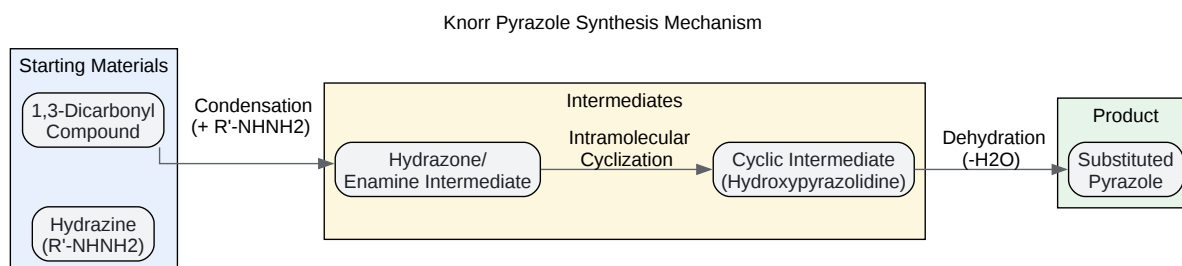 Knorr Pyrazole Synthesis Mechanism
Starting Materials
1,3-Dicarbonyl
Compound
Hydrazine
(R'-NHNH2)
Condensation
(+ R'-NHNH2)
Intermediates
Hydrazone/
Enamine Intermediate
Intramolecular
Cyclization
Cyclic Intermediate
(Hydroxypyrazolidine)
Dehydration
(-H2O)
Product
Substituted
Pyrazole